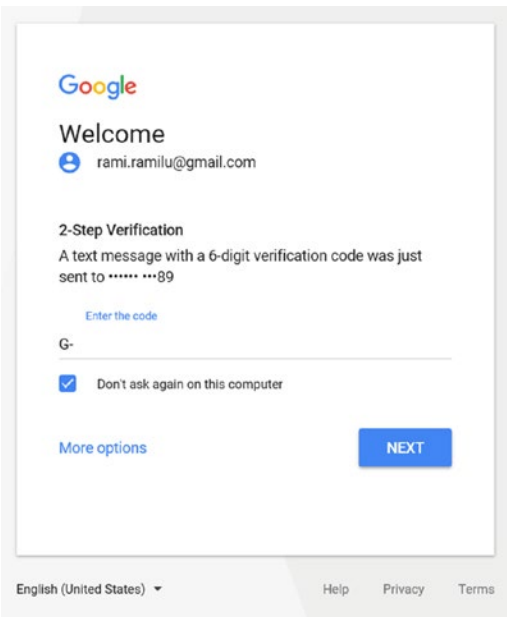 Google
Welcome
rami.ramilu@gmail.com
2-Step Verification
A text message with a 6-digit verification code was just
sent to •••••• •••89
Enter the code
G-
Don't ask again on this computer
More options
NEXT
English (United States)
Help Privacy Terms